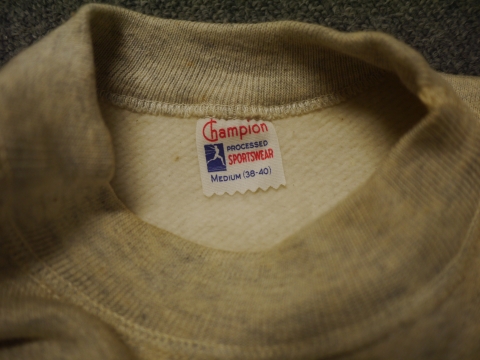 Champion
PROCESSED
SPORTSWEAR
MEDIUM (38-40)